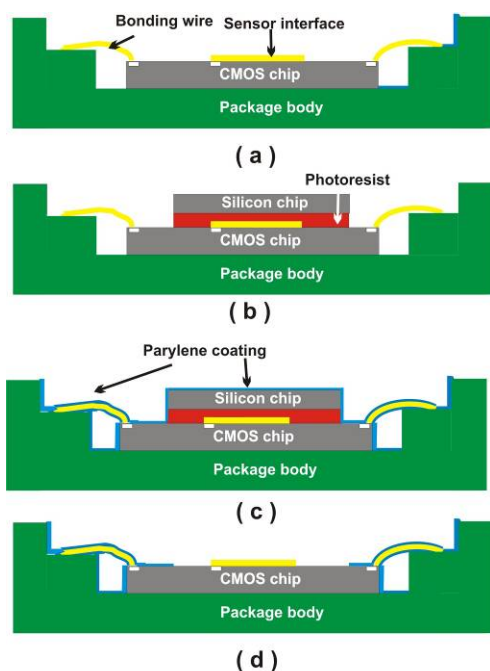 Bonding wire
Sensor interface
CMOS chip
Package body
( a )
Photoresist
Silicon chip
CMOS chip
Package body
( b )
Parylene coating
Silicon chip
CMOS chip
Package body
( c )
CMOS chip
Package body
( d )